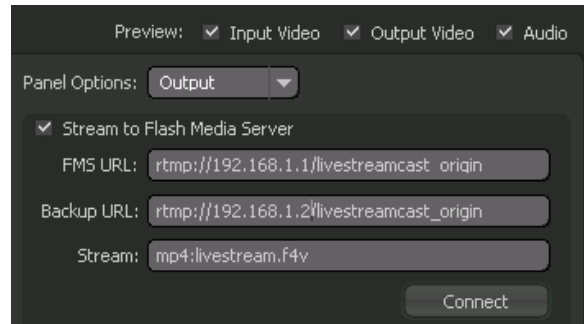 Preview: Input Video Output Video Audio
Panel Options: Output
Stream to Flash Media Server
FMS URL: rtmp://192.168.1.1/livestreamcast_origin
Backup URL: rtmp://192.168.1.2/livestreamcast_origin
Stream: mp4:livestream.f4v
Connect